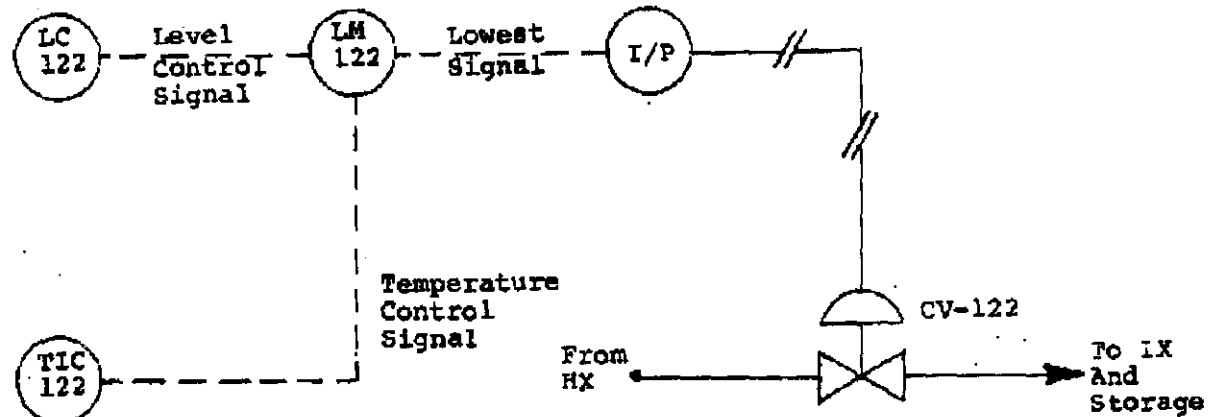 LC
122
Level
Control
Signal
LM
122
Lowest
Signal
I/P
Temperature
Control
Signal
TIC
122
CV-122
From
HX
To IX
And
Storage